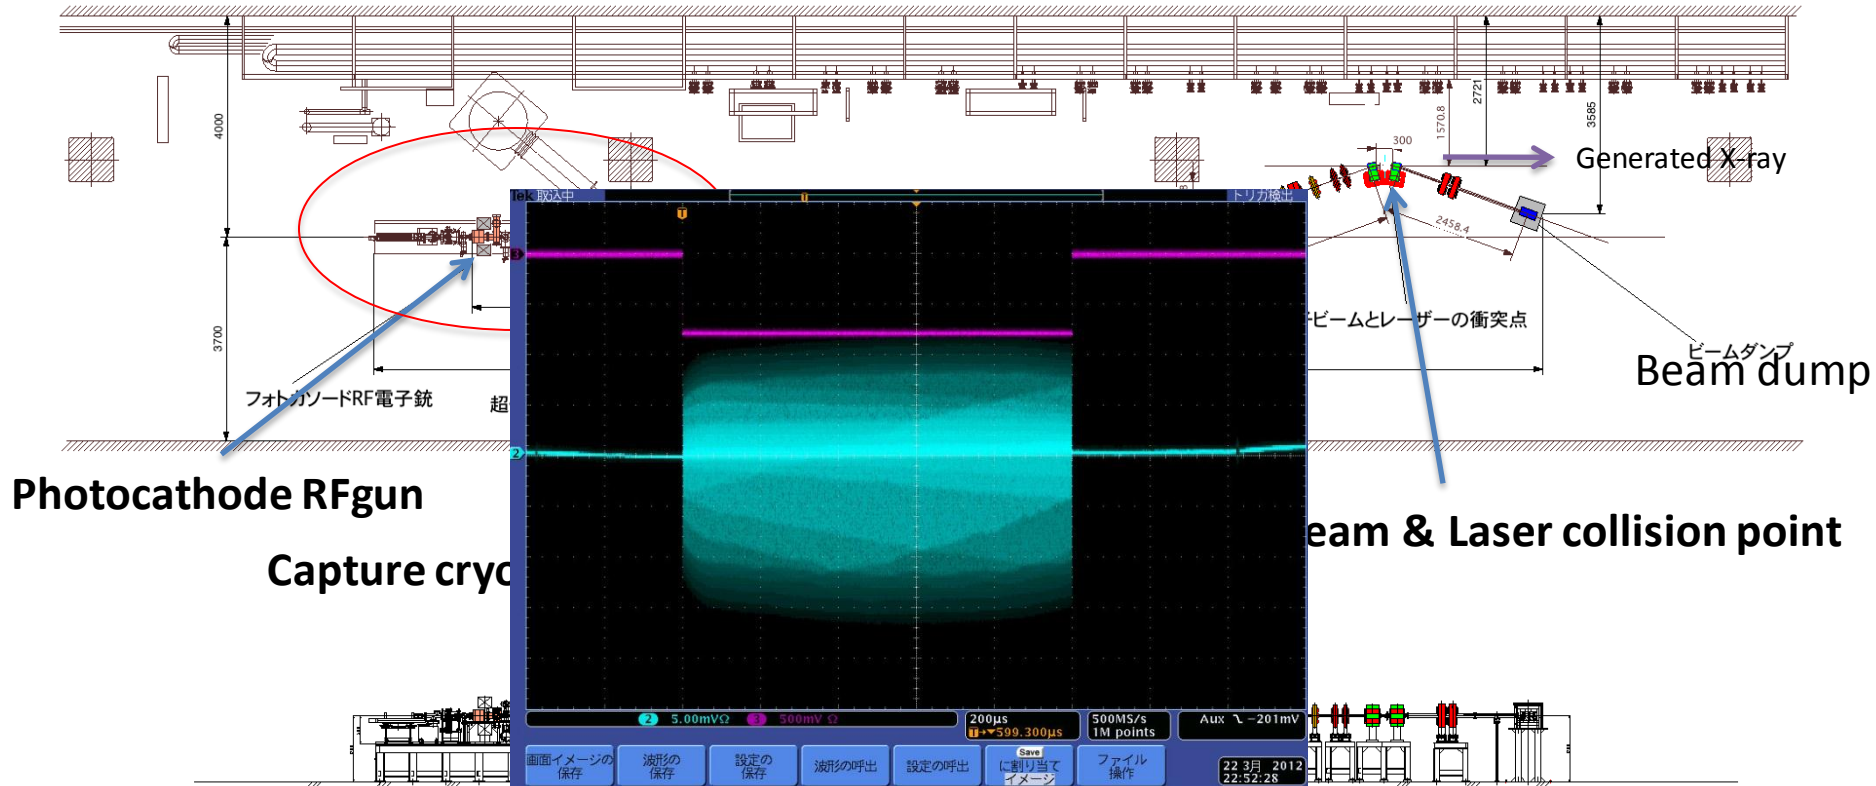 4000
3700
2721
3585
1570.8
300
Generated X-ray
2458.4
ービームとレーザーの衝突点
ビームダンプ
Beam dump
フォトカソードRF電子銃
超
Photocathode RFgun
Capture cryo
eam & Laser collision point
Tek 取込中
トリカ検出
T
T
3
2
2 5.00mVΩ 3 500mV Ω
200µs
T→▼599.300µs
500MS/s
1M points
Aux ㇂ −201mV
画面イメージの
保存
波形の
保存
設定の
保存
波形の呼出
設定の呼出
Save
に割り当て
イメージ
ファイル
操作
22 3月 2012
22:52:28